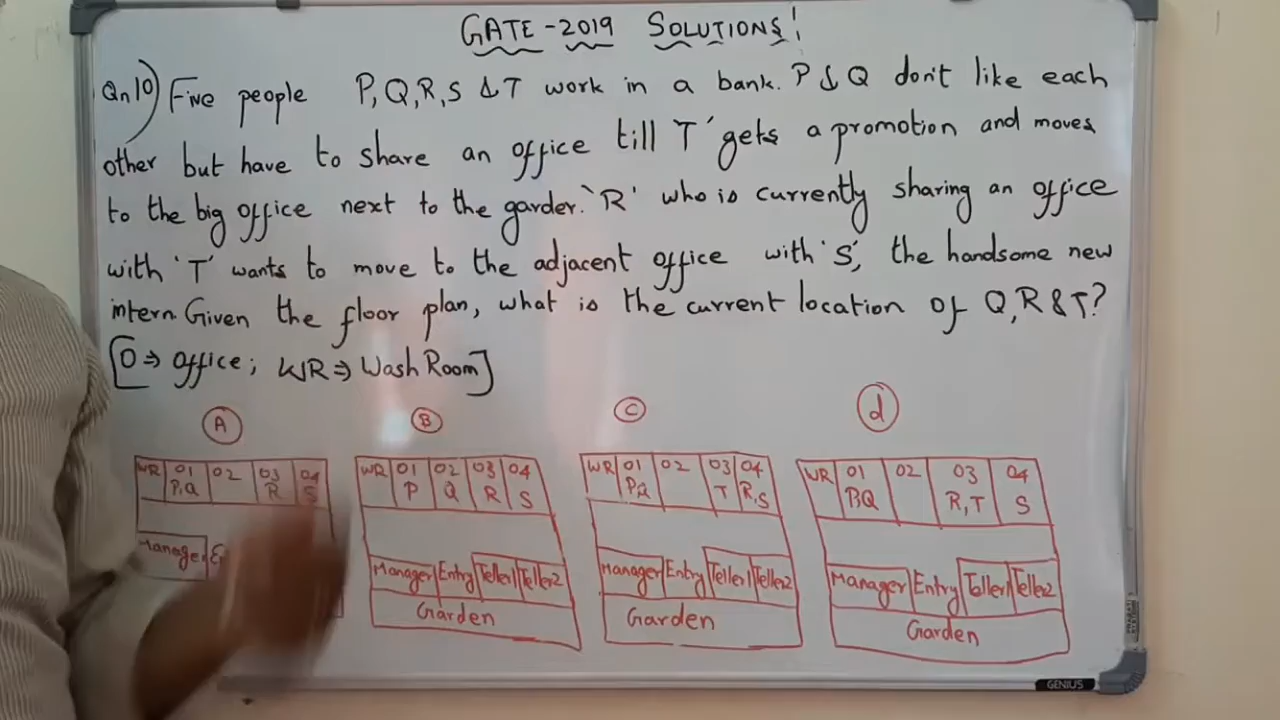 GATE-2019 SOLUTIONS!
Qn10) Five people P,Q,R,S & T work in a bank. P & Q don't like each
other but have to share an office till 'T' gets a promotion and moves
to the big office next to the garder. 'R' who is currently sharing an office
with 'T' wants to move to the adjacent office with 'S', the handsome new
intern. Given the floor plan, what is the current location of Q, R & T?
[O ⇒ office; WR ⇒ Wash Room]
A B C d
WR 01 02 03 04
P,Q R S
Manager
WR 01 02 03 04
P Q R S
Manager Entry Teller1 Teller2
Garden
WR 01 02 03 04
P,Q T R,S
Manager Entry Teller1 Teller2
Garden
WR 01 02 03 04
P,Q R,T S
Manager Entry Teller1 Teller2
Garden
GENIUS